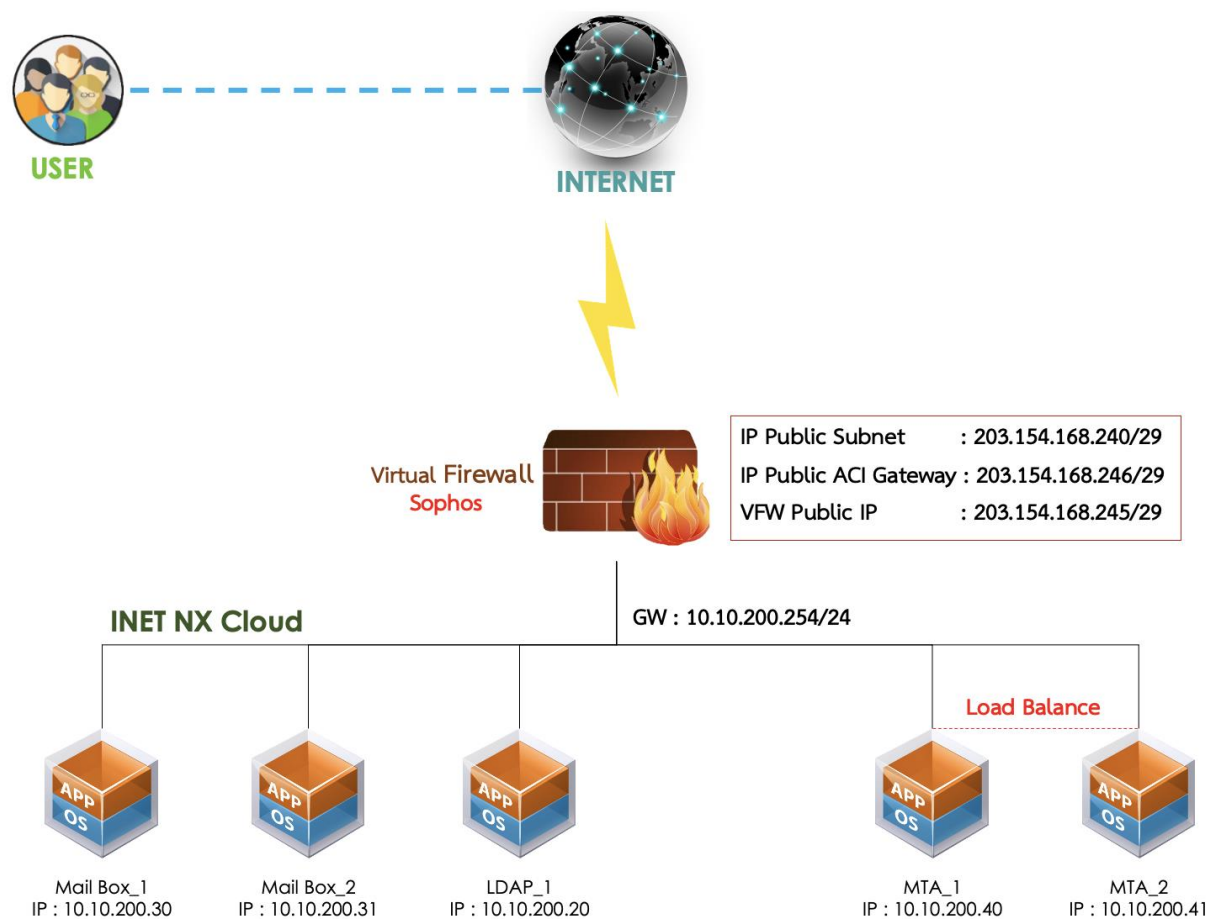 USER
INTERNET
Virtual Firewall
Sophos
IP Public Subnet : 203.154.168.240/29
IP Public ACI Gateway : 203.154.168.246/29
VFW Public IP : 203.154.168.245/29
INET NX Cloud
GW : 10.10.200.254/24
Load Balance
APP
OS
APP
OS
APP
OS
APP
OS
APP
OS
Mail Box_1
IP : 10.10.200.30
Mail Box_2
IP : 10.10.200.31
LDAP_1
IP : 10.10.200.20
MTA_1
IP : 10.10.200.40
MTA_2
IP : 10.10.200.41